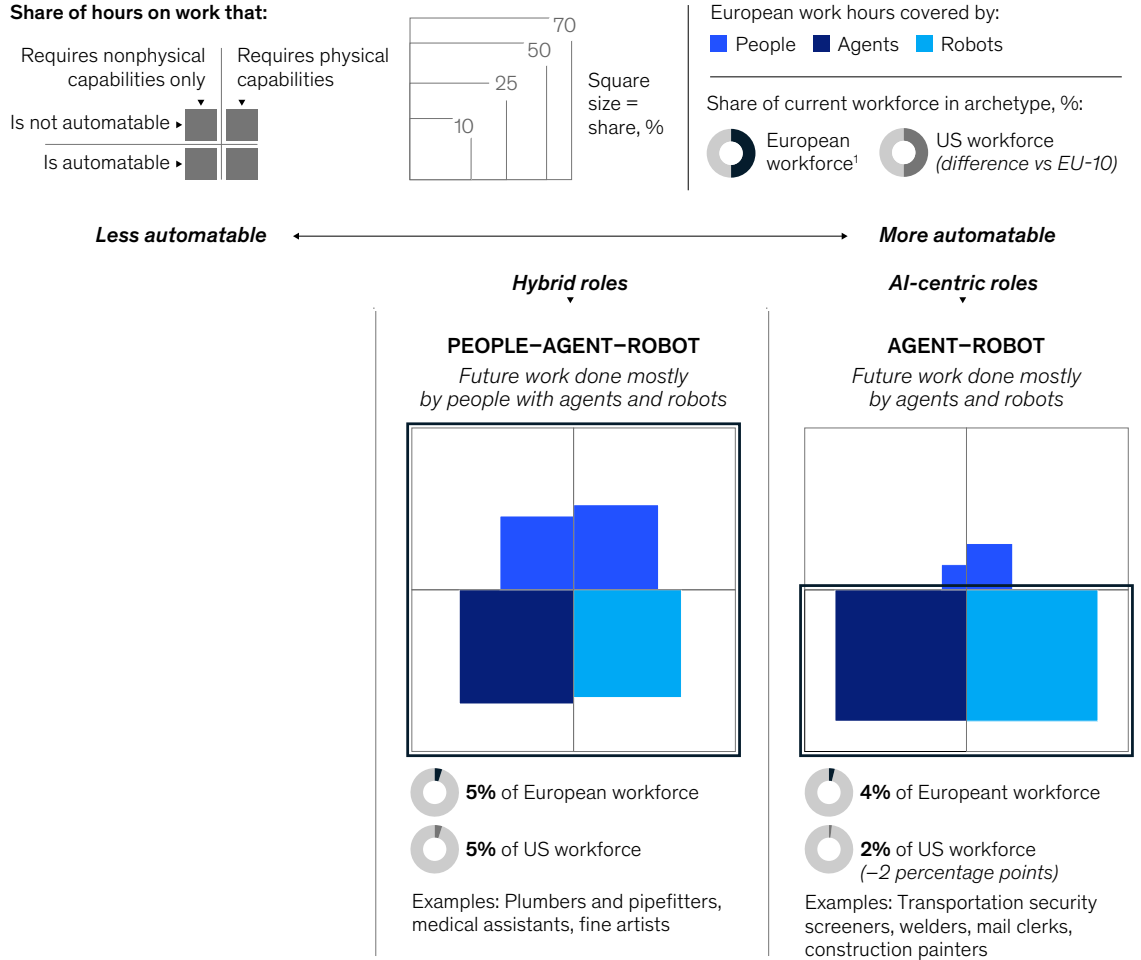 Share of hours on work that:
Requires nonphysical
capabilities only
Requires physical
capabilities
Is not automatable
Is automatable
70
50
25
10
Square
size =
share, %
European work hours covered by:
People
Agents
Robots
Share of current workforce in archetype, %:
European
workforce¹
US workforce
(difference vs EU-10)
Less automatable
More automatable
Hybrid roles
AI-centric roles
PEOPLE–AGENT–ROBOT
Future work done mostly
by people with agents and robots
5% of European workforce
5% of US workforce
Examples: Plumbers and pipefitters,
medical assistants, fine artists
AGENT–ROBOT
Future work done mostly
by agents and robots
4% of Europeant workforce
2% of US workforce
(–2 percentage points)
Examples: Transportation security
screeners, welders, mail clerks,
construction painters